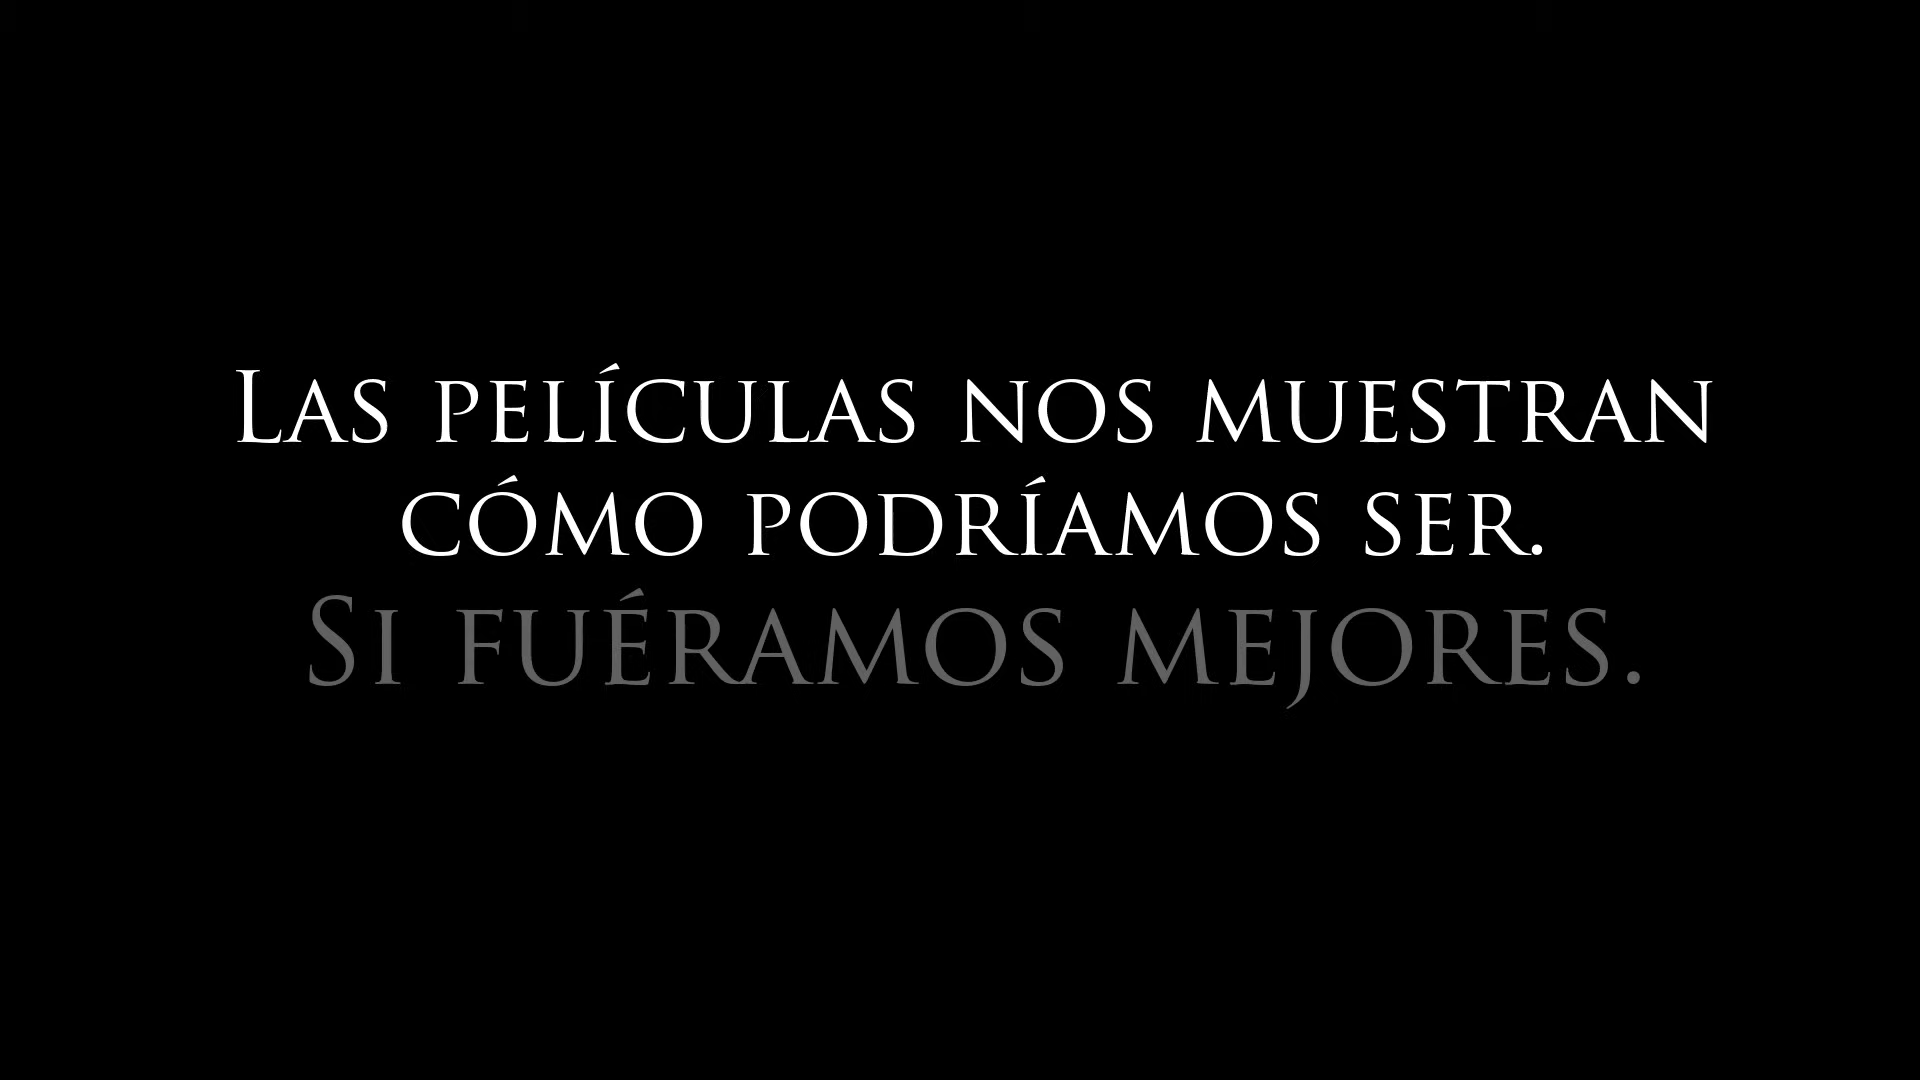 Las películas nos muestran
cómo podríamos ser.
Si fuéramos mejores.